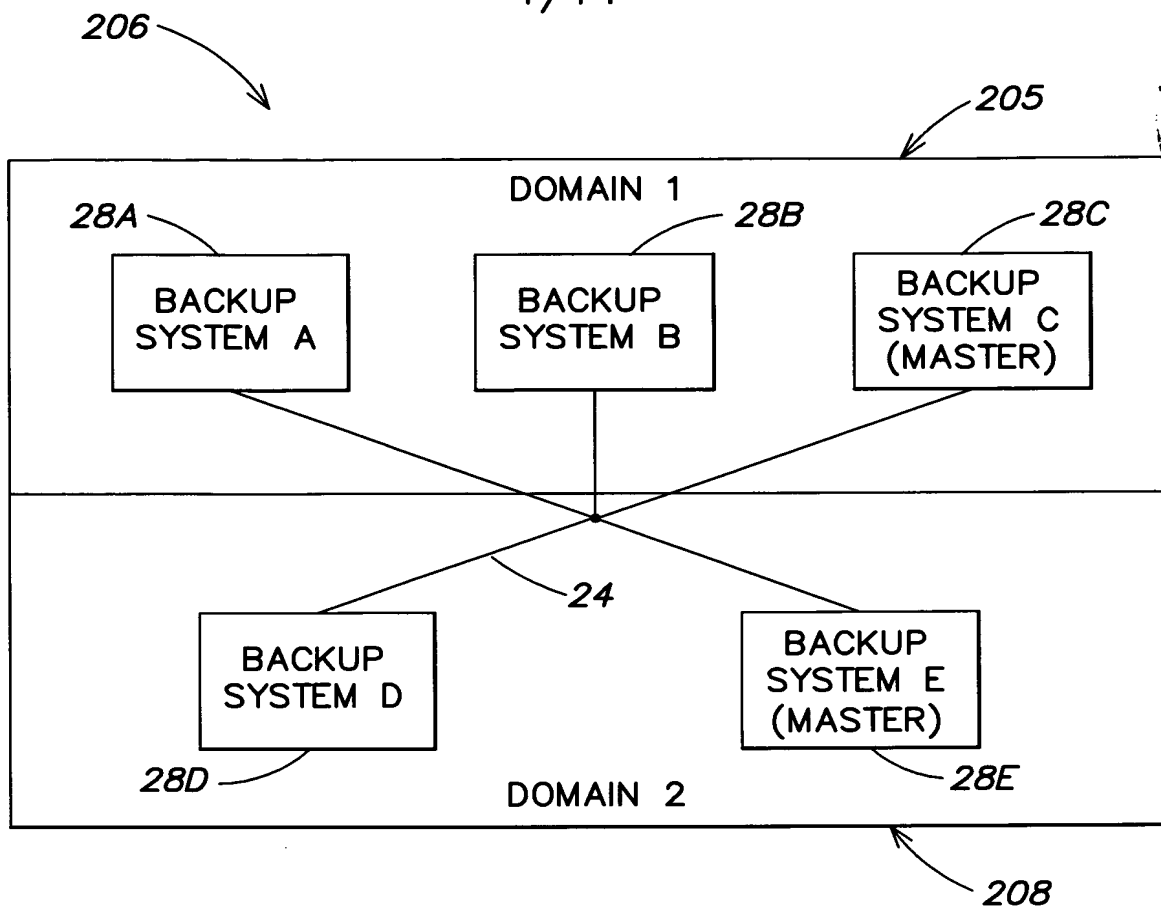 206
205
DOMAIN 1
28A
28B
28C
BACKUP
SYSTEM A
BACKUP
SYSTEM B
BACKUP
SYSTEM C
(MASTER)
24
BACKUP
SYSTEM D
BACKUP
SYSTEM E
(MASTER)
28D
28E
DOMAIN 2
208